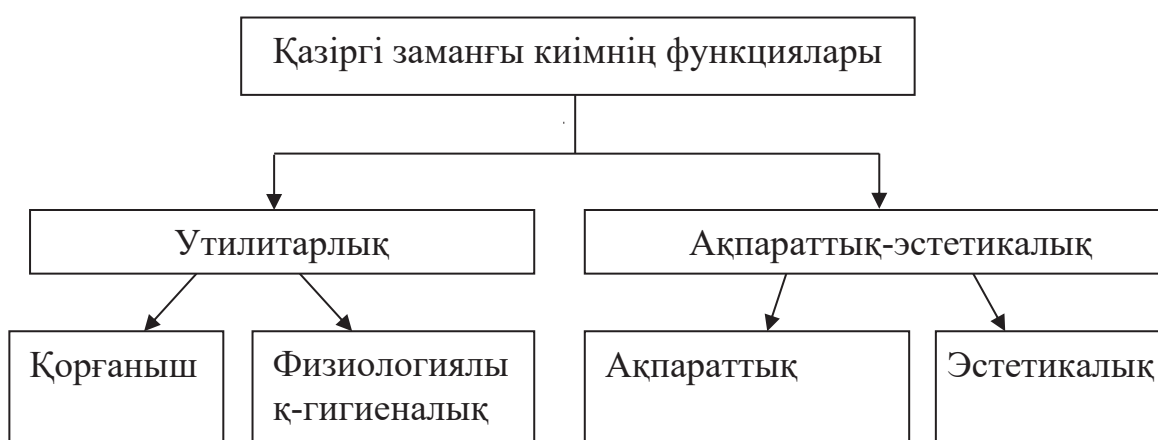 Қазіргі заманғы киімнің функциялары
Утилитарлық
Ақпараттық-эстетикалық
Қорғаныш
Физиологиялы
қ-гигиеналық
Ақпараттық
Эстетикалық